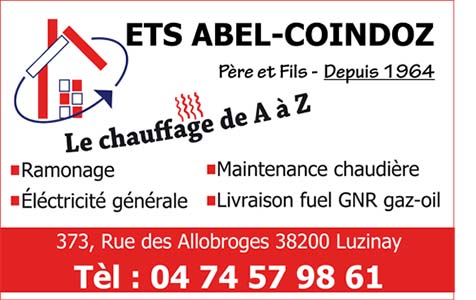 ETS ABEL-COINDOZ
Père et Fils - Depuis 1964
Le chauffage de A à Z
Ramonage
Maintenance chaudière
Éléctricité générale
Livraison fuel GNR gaz-oil
373, Rue des Allobroges 38200 Luzinay
Tèl : 04 74 57 98 61